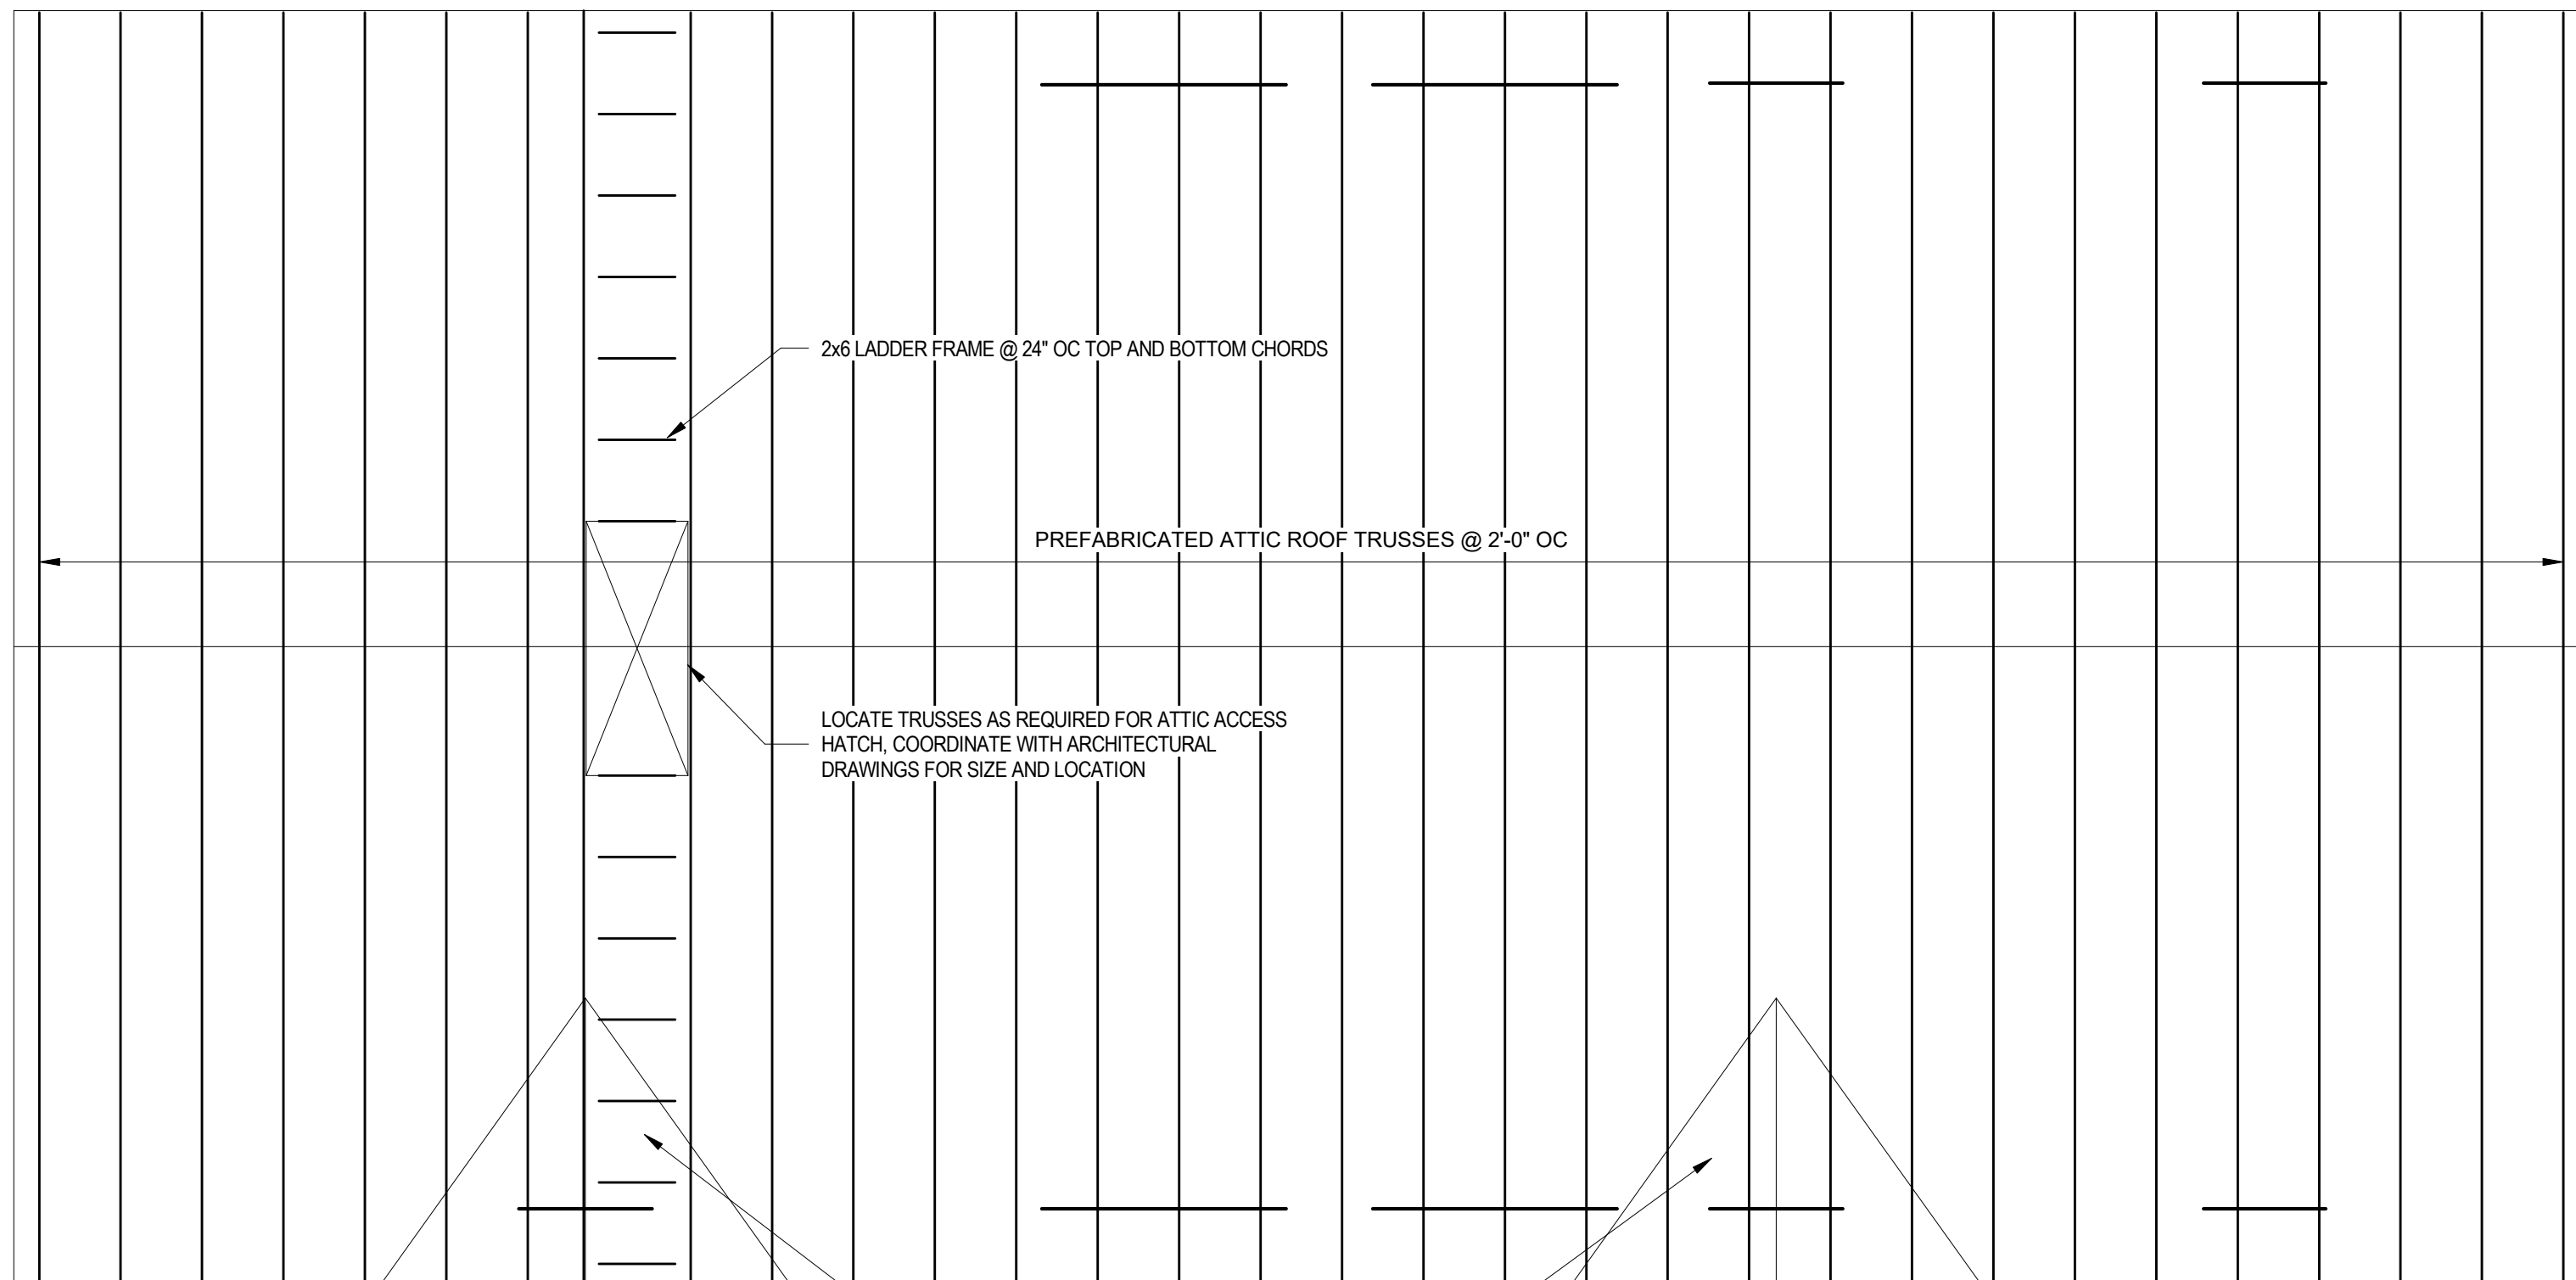 2x6 LADDER FRAME @ 24" OC TOP AND BOTTOM CHORDS
PREFABRICATED ATTIC ROOF TRUSSES @ 2'-0" OC
LOCATE TRUSSES AS REQUIRED FOR ATTIC ACCESS
HATCH, COORDINATE WITH ARCHITECTURAL
DRAWINGS FOR SIZE AND LOCATION